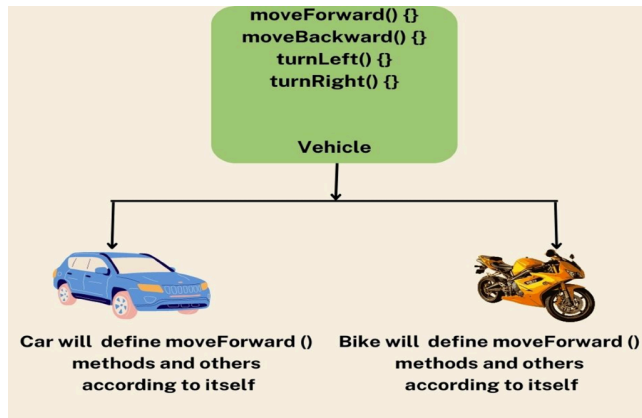 moveForward() {}
moveBackward() {}
turnLeft() {}
turnRight() {}
Vehicle
Car will define moveForward ()
methods and others
according to itself
Bike will define moveForward ()
methods and others
according to itself